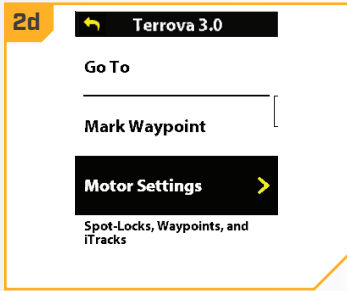 2d
Terrova 3.0
Go To
Mark Waypoint
Motor Settings
Spot-Locks, Waypoints, and
iTracks